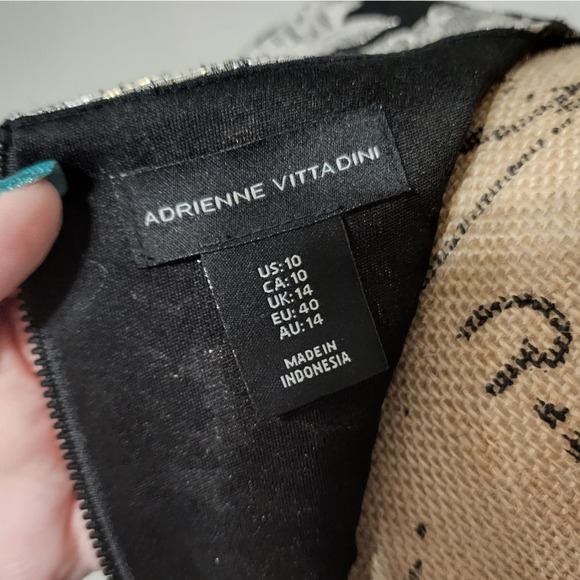 ADRIENNE VITTADINI
US: 10
CA: 10
UK: 14
EU: 40
AU: 14
MADE IN
INDONESIA